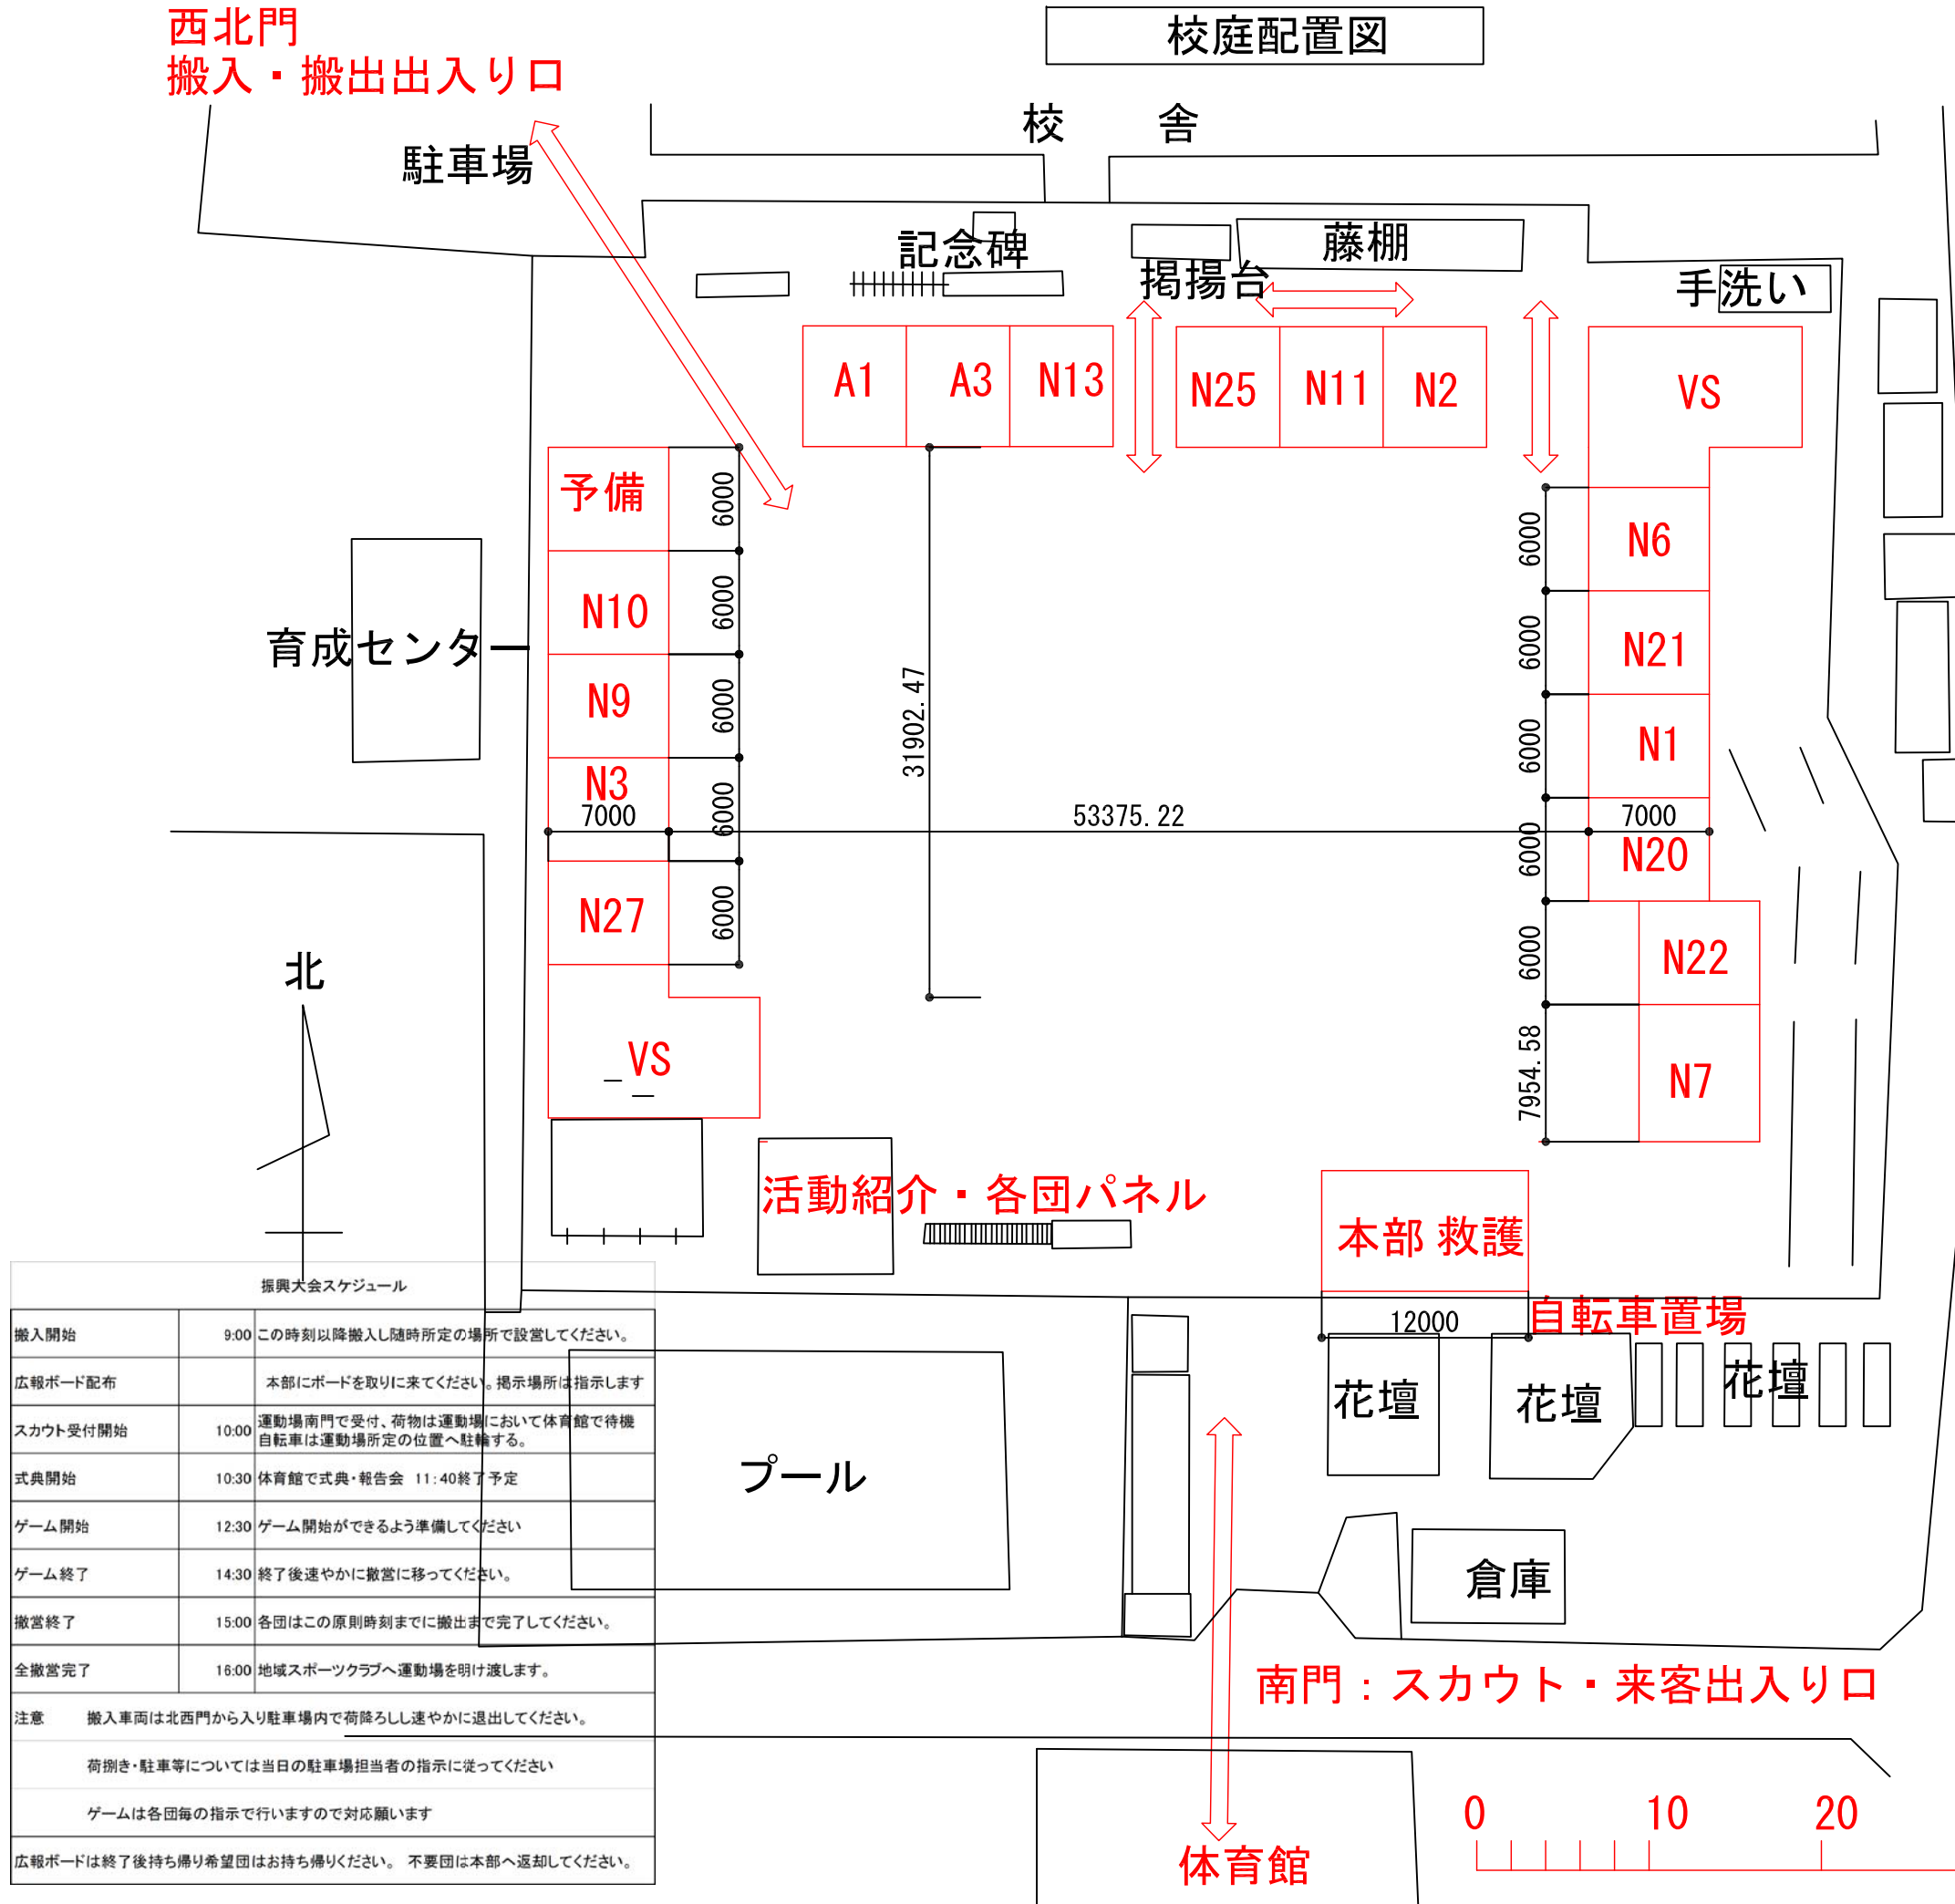 西北門
搬入・搬出出入り口
校庭配置図
校 舎
駐車場
記念碑
掲揚台
藤棚
手洗い
A1 A3 N13 N25 N11 N2 VS
予備
N10
N9
N3
N27
VS
6000
6000
6000
6000
6000
7000
31902.47
53375.22
7000
N6
N21
N1
N20
N22
N7
6000
6000
6000
6000
6000
7954.58
育成センター
北
活動紹介・各団パネル
本部 救護
12000
自転車置場
花壇
花壇
花壇
プール
倉庫
南門：スカウト・来客出入り口
体育館
0 10 20
振興大会スケジュール
搬入開始 9:00 この時刻以降搬入し随時所定の場所で設営してください。
広報ボード配布 本部にボードを取りに来てください。掲示場所は指示します
スカウト受付開始 10:00 運動場南門で受付、荷物は運動場において体育館で待機
自転車は運動場所定の位置へ駐輪する。
式典開始 10:30 体育館で式典・報告会 11:40終了予定
ゲーム開始 12:30 ゲーム開始ができるよう準備してください
ゲーム終了 14:30 終了後速やかに撤営に移ってください。
撤営終了 15:00 各団はこの原則時刻までに搬出まで完了してください。
全撤営完了 16:00 地域スポーツクラブへ運動場を明け渡します。
注意 搬入車両は北西門から入り駐車場内で荷降ろしし速やかに退出してください。
荷捌き・駐車等については当日の駐車場担当者の指示に従ってください
ゲームは各団毎の指示で行いますので対応願います
広報ボードは終了後持ち帰り希望団はお持ち帰りください。 不要団は本部へ返却してください。